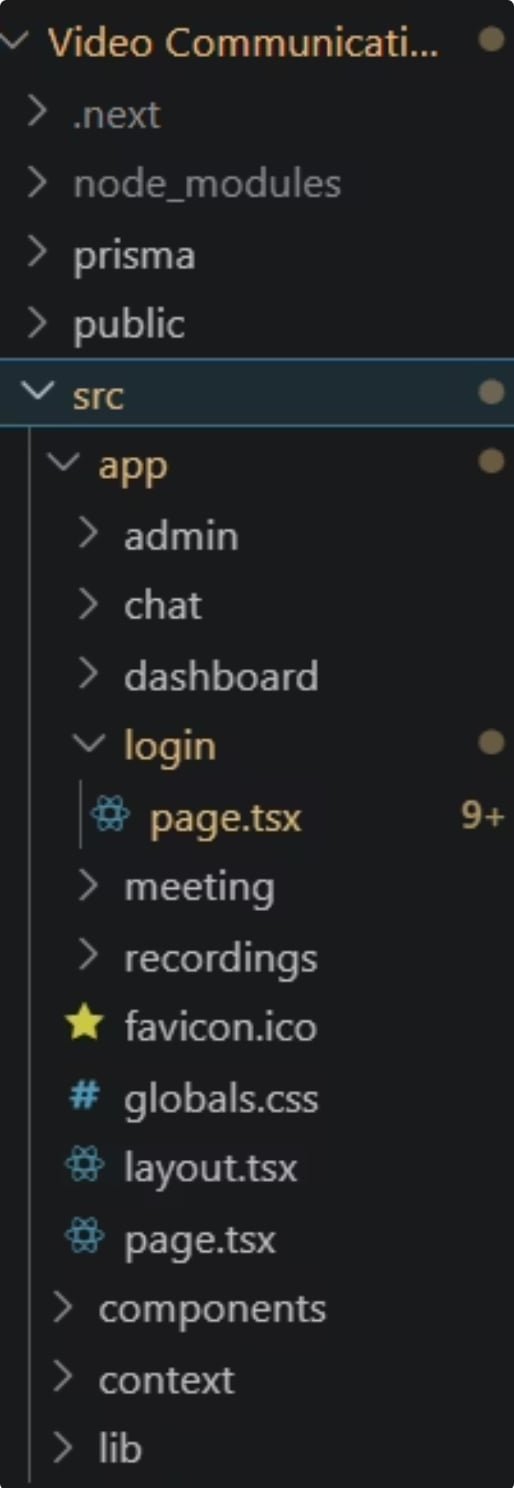 Video Communicati...
.next
node_modules
prisma
public
src
app
admin
chat
dashboard
login
page.tsx 9+
meeting
recordings
favicon.ico
# globals.css
layout.tsx
page.tsx
components
context
lib